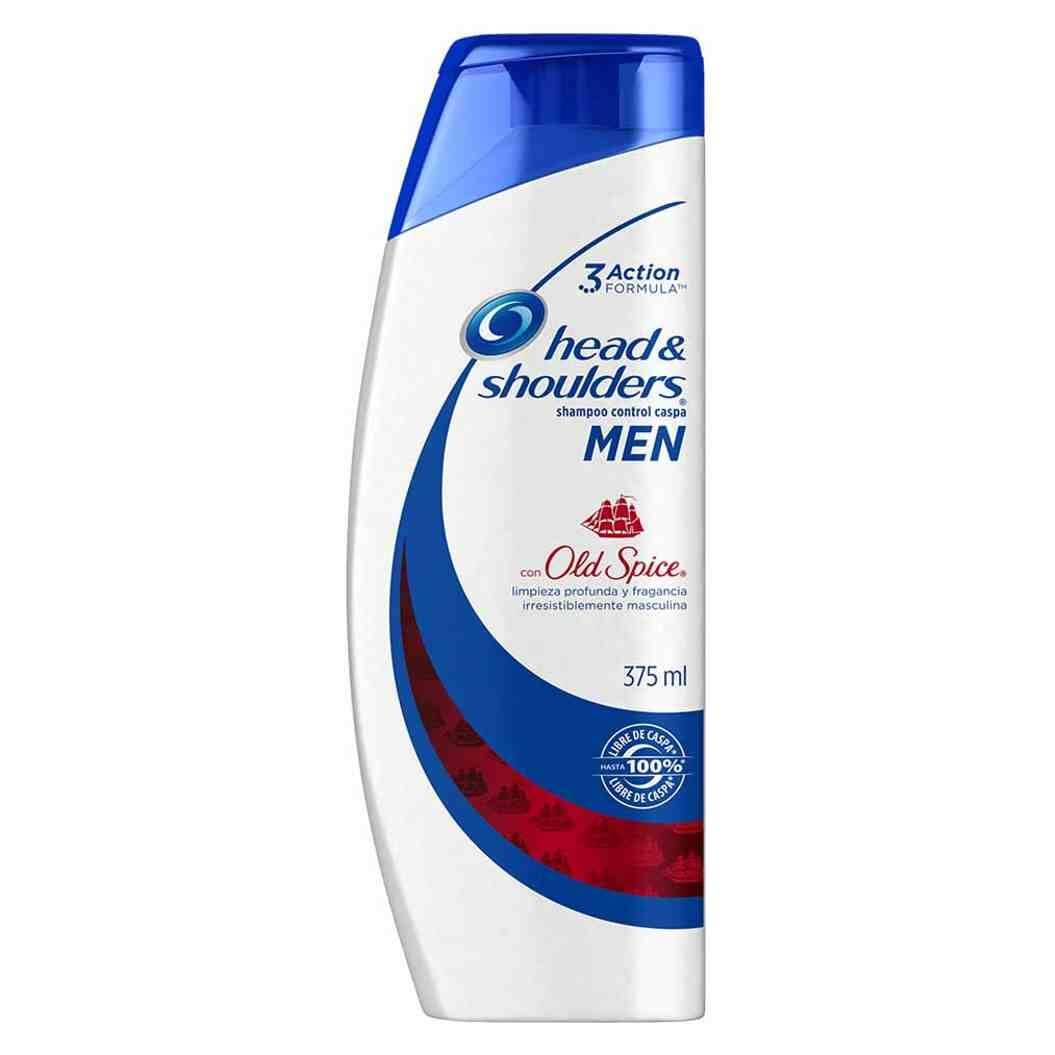 3 Action
FORMULA™
head &
shoulders®
shampoo control caspa
MEN
con Old Spice®
limpieza profunda y fragancia
irresistiblemente masculina
375 ml
LIBRE DE CASPA*
HASTA 100%*
LIBRE DE CASPA*